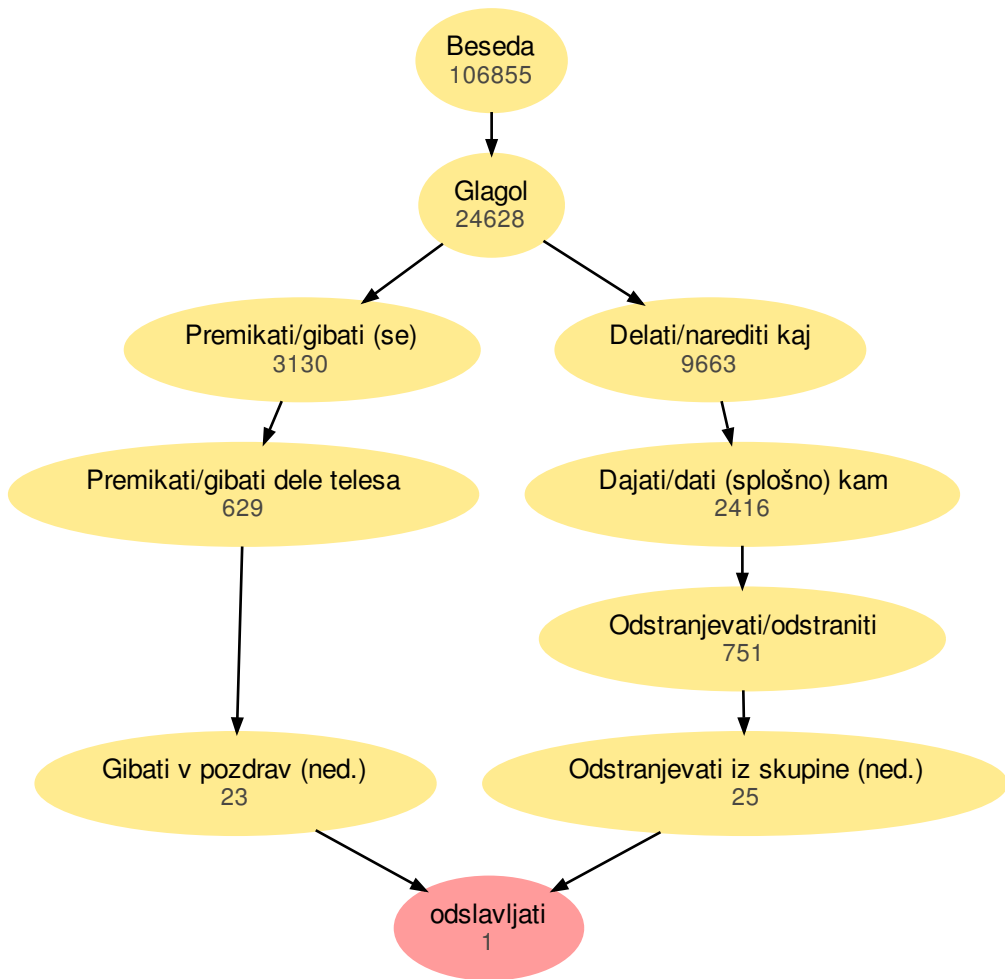 Beseda
106855
Glagol
24628
Premikati/gibati (se)
3130
Delati/narediti kaj
9663
Premikati/gibati dele telesa
629
Dajati/dati (splošno) kam
2416
Odstranjevati/odstraniti
751
Gibati v pozdrav (ned.)
23
Odstranjevati iz skupine (ned.)
25
odslavljati
1